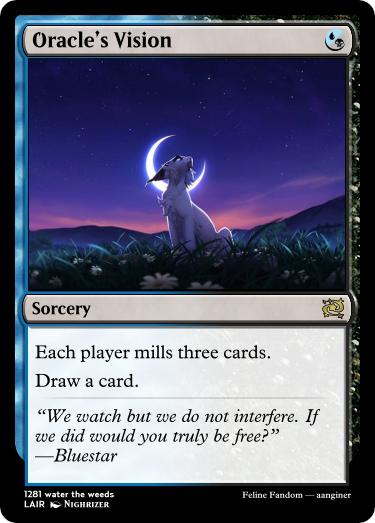 Oracle's Vision
Sorcery
Each player mills three cards.
Draw a card.
“We watch but we do not interfere. If
we did would you truly be free?”
—Bluestar
1281 water the weeds
LAIR Nighrizer
Feline Fandom — aanginer